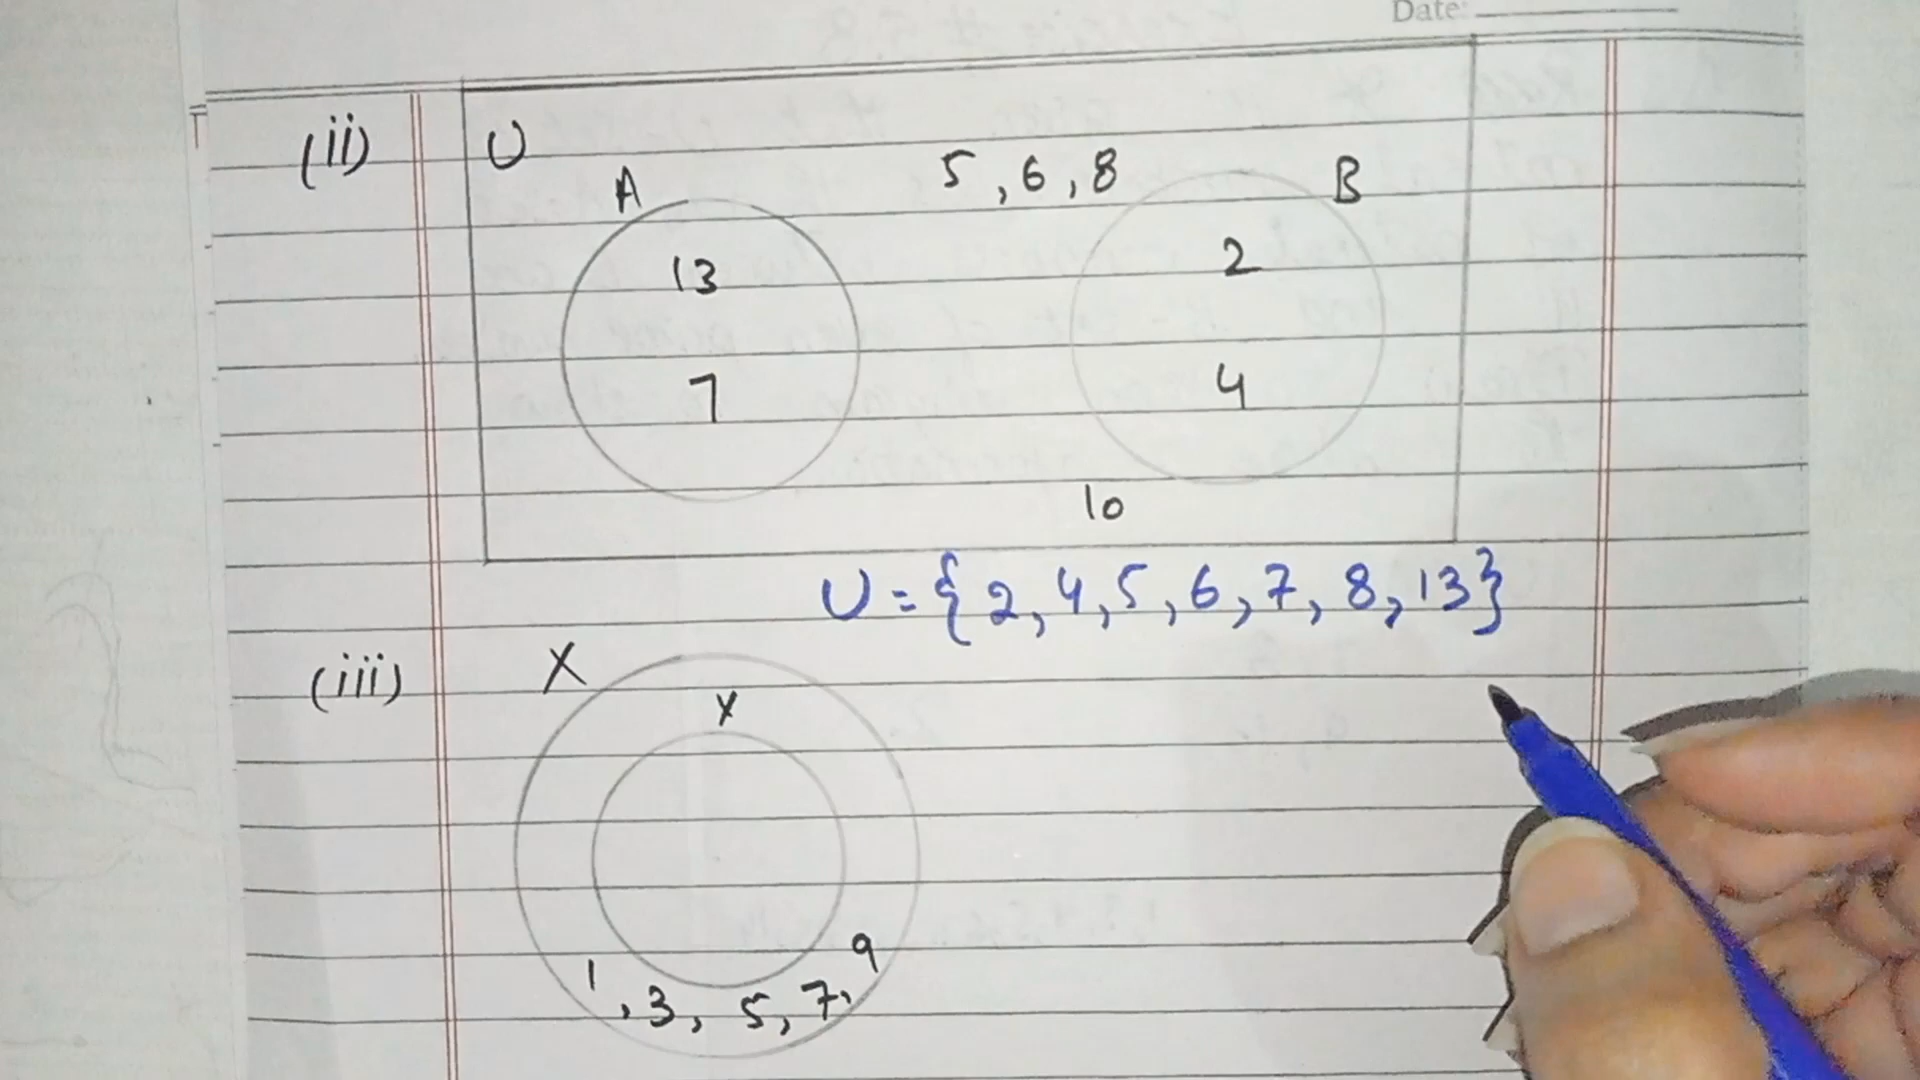 Date:
(ii) U
A 5, 6, 8 B
13 2
7 4
10
U = {2, 4, 5, 6, 7, 8, 13}
(iii) X
Y
1, 3, 5, 7, 9